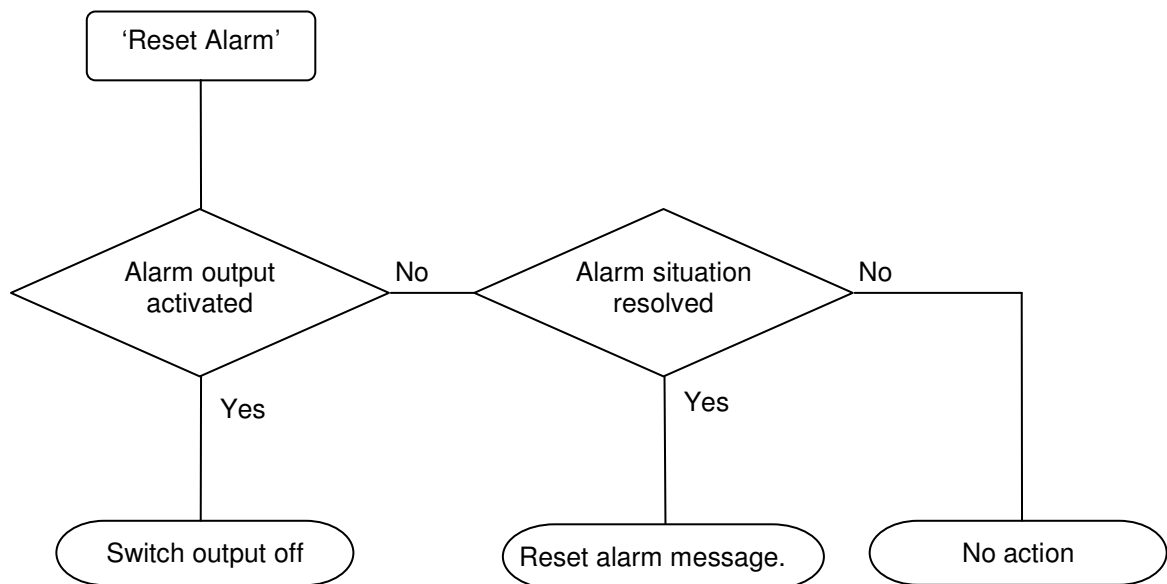 ‘Reset Alarm’
Alarm output
activated
No
Alarm situation
resolved
No
Yes
Yes
Switch output off
Reset alarm message.
No action